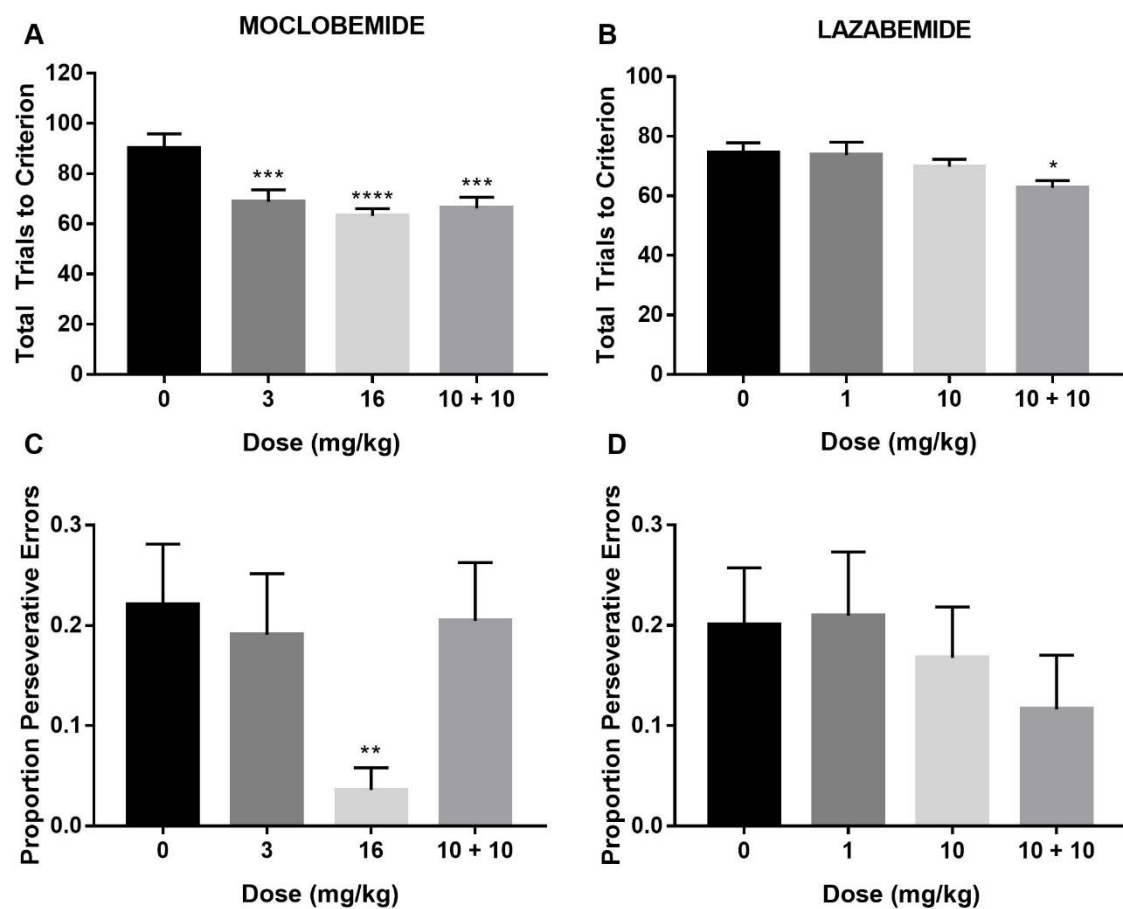 A
MOCLOBEMIDE
Total Trials to Criterion
120
100
80
60
40
20
0
***
****
***
0 3 16 10 + 10
Dose (mg/kg)
B
LAZABEMIDE
Total Trials to Criterion
100
80
60
40
20
0
*
0 1 10 10 + 10
Dose (mg/kg)
C
Proportion Perseverative Errors
0.3
0.2
0.1
0.0
**
0 3 16 10 + 10
Dose (mg/kg)
D
Proportion Perseverative Errors
0.3
0.2
0.1
0.0
0 1 10 10 + 10
Dose (mg/kg)